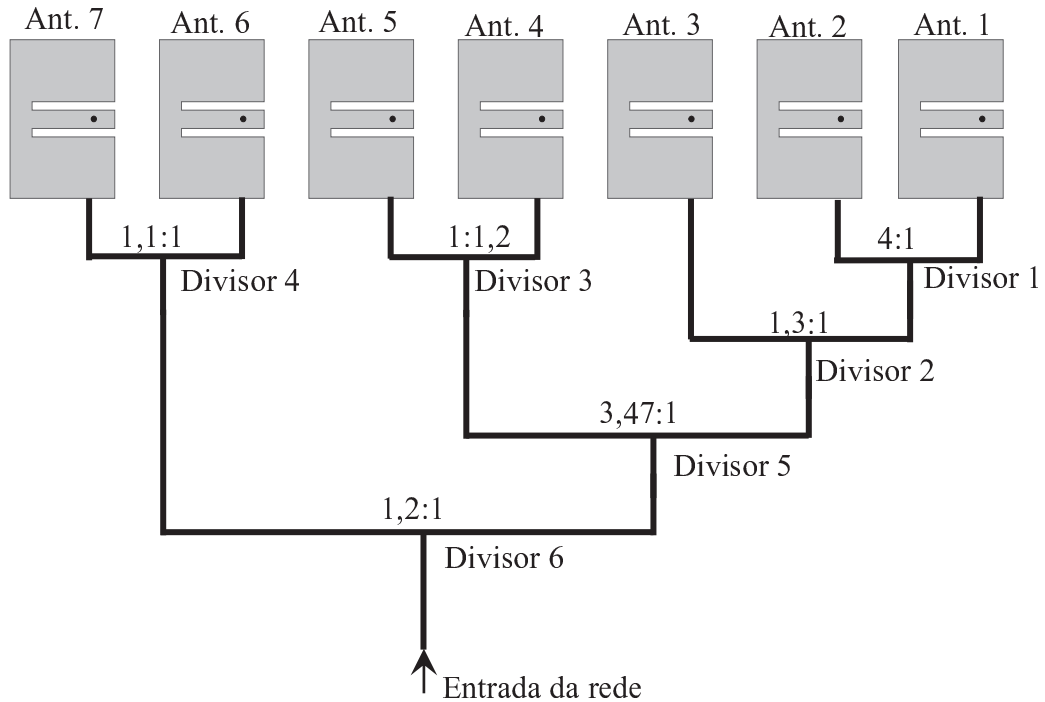 Ant. 7 Ant. 6 Ant. 5 Ant. 4 Ant. 3 Ant. 2 Ant. 1
1,1:1 1:1,2 4:1
Divisor 4 Divisor 3 Divisor 1
1,3:1
Divisor 2
3,47:1
Divisor 5
1,2:1
Divisor 6
Entrada da rede